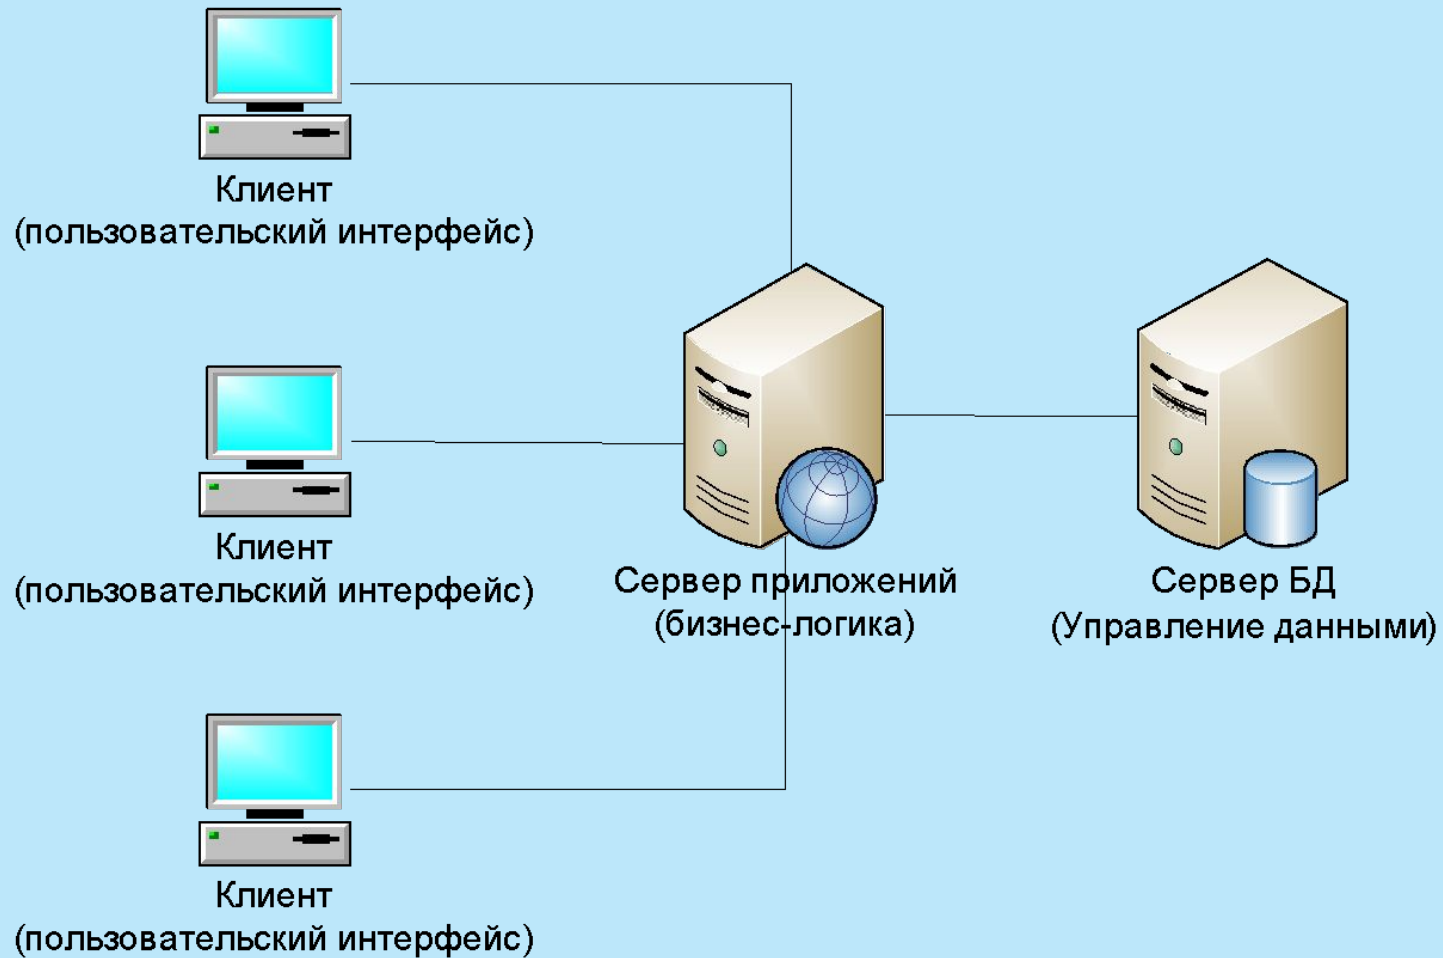 Клиент
(пользовательский интерфейс)
Клиент
(пользовательский интерфейс)
Сервер приложений
(бизнес-логика)
Сервер БД
(Управление данными)
Клиент
(пользовательский интерфейс)